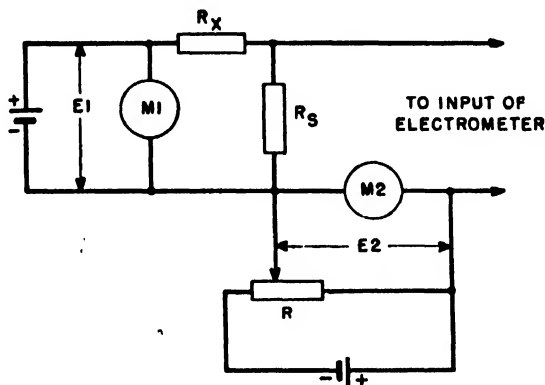 Rx
+
E1
M1
-
Rs
TO INPUT OF
ELECTROMETER
M2
E2
R
- +